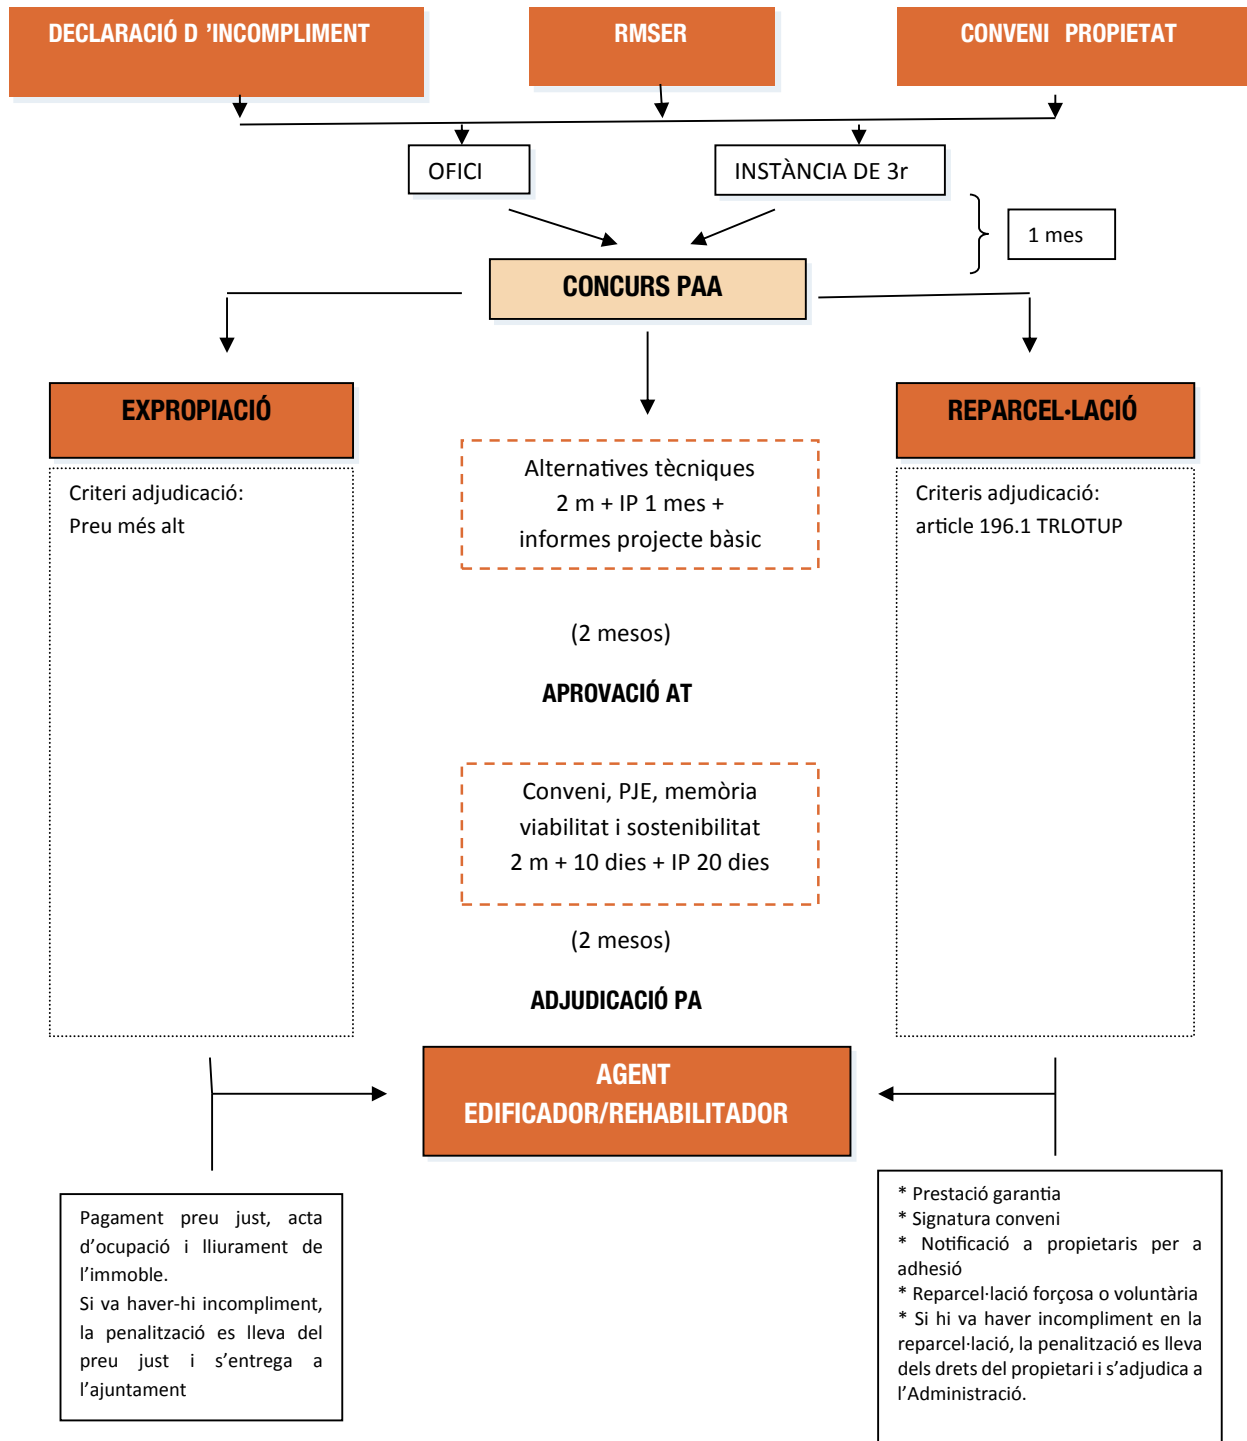 DECLARACIÓ D 'INCOMPLIMENT
RMSER
CONVENI PROPIETAT
OFICI
INSTÀNCIA DE 3r
1 mes
CONCURS PAA
EXPROPIACIÓ
REPARCEL·LACIÓ
Criteri adjudicació:
Preu més alt
Alternatives tècniques
2 m + IP 1 mes +
informes projecte bàsic
Criteris adjudicació:
article 196.1 TRLOTUP
(2 mesos)
APROVACIÓ AT
Conveni, PJE, memòria
viabilitat i sostenibilitat
2 m + 10 dies + IP 20 dies
(2 mesos)
ADJUDICACIÓ PA
AGENT
EDIFICADOR/REHABILITADOR
Pagament preu just, acta
d'ocupació i lliurament de
l'immoble.
Si va haver-hi incompliment,
la penalització es lleva del
preu just i s'entrega a
l'ajuntament
* Prestació garantia
* Signatura conveni
* Notificació a propietaris per a
adhesió
* Reparcel·lació forçosa o voluntària
* Si hi va haver incompliment en la
reparcel·lació, la penalització es lleva
dels drets del propietari i s'adjudica a
l'Administració.